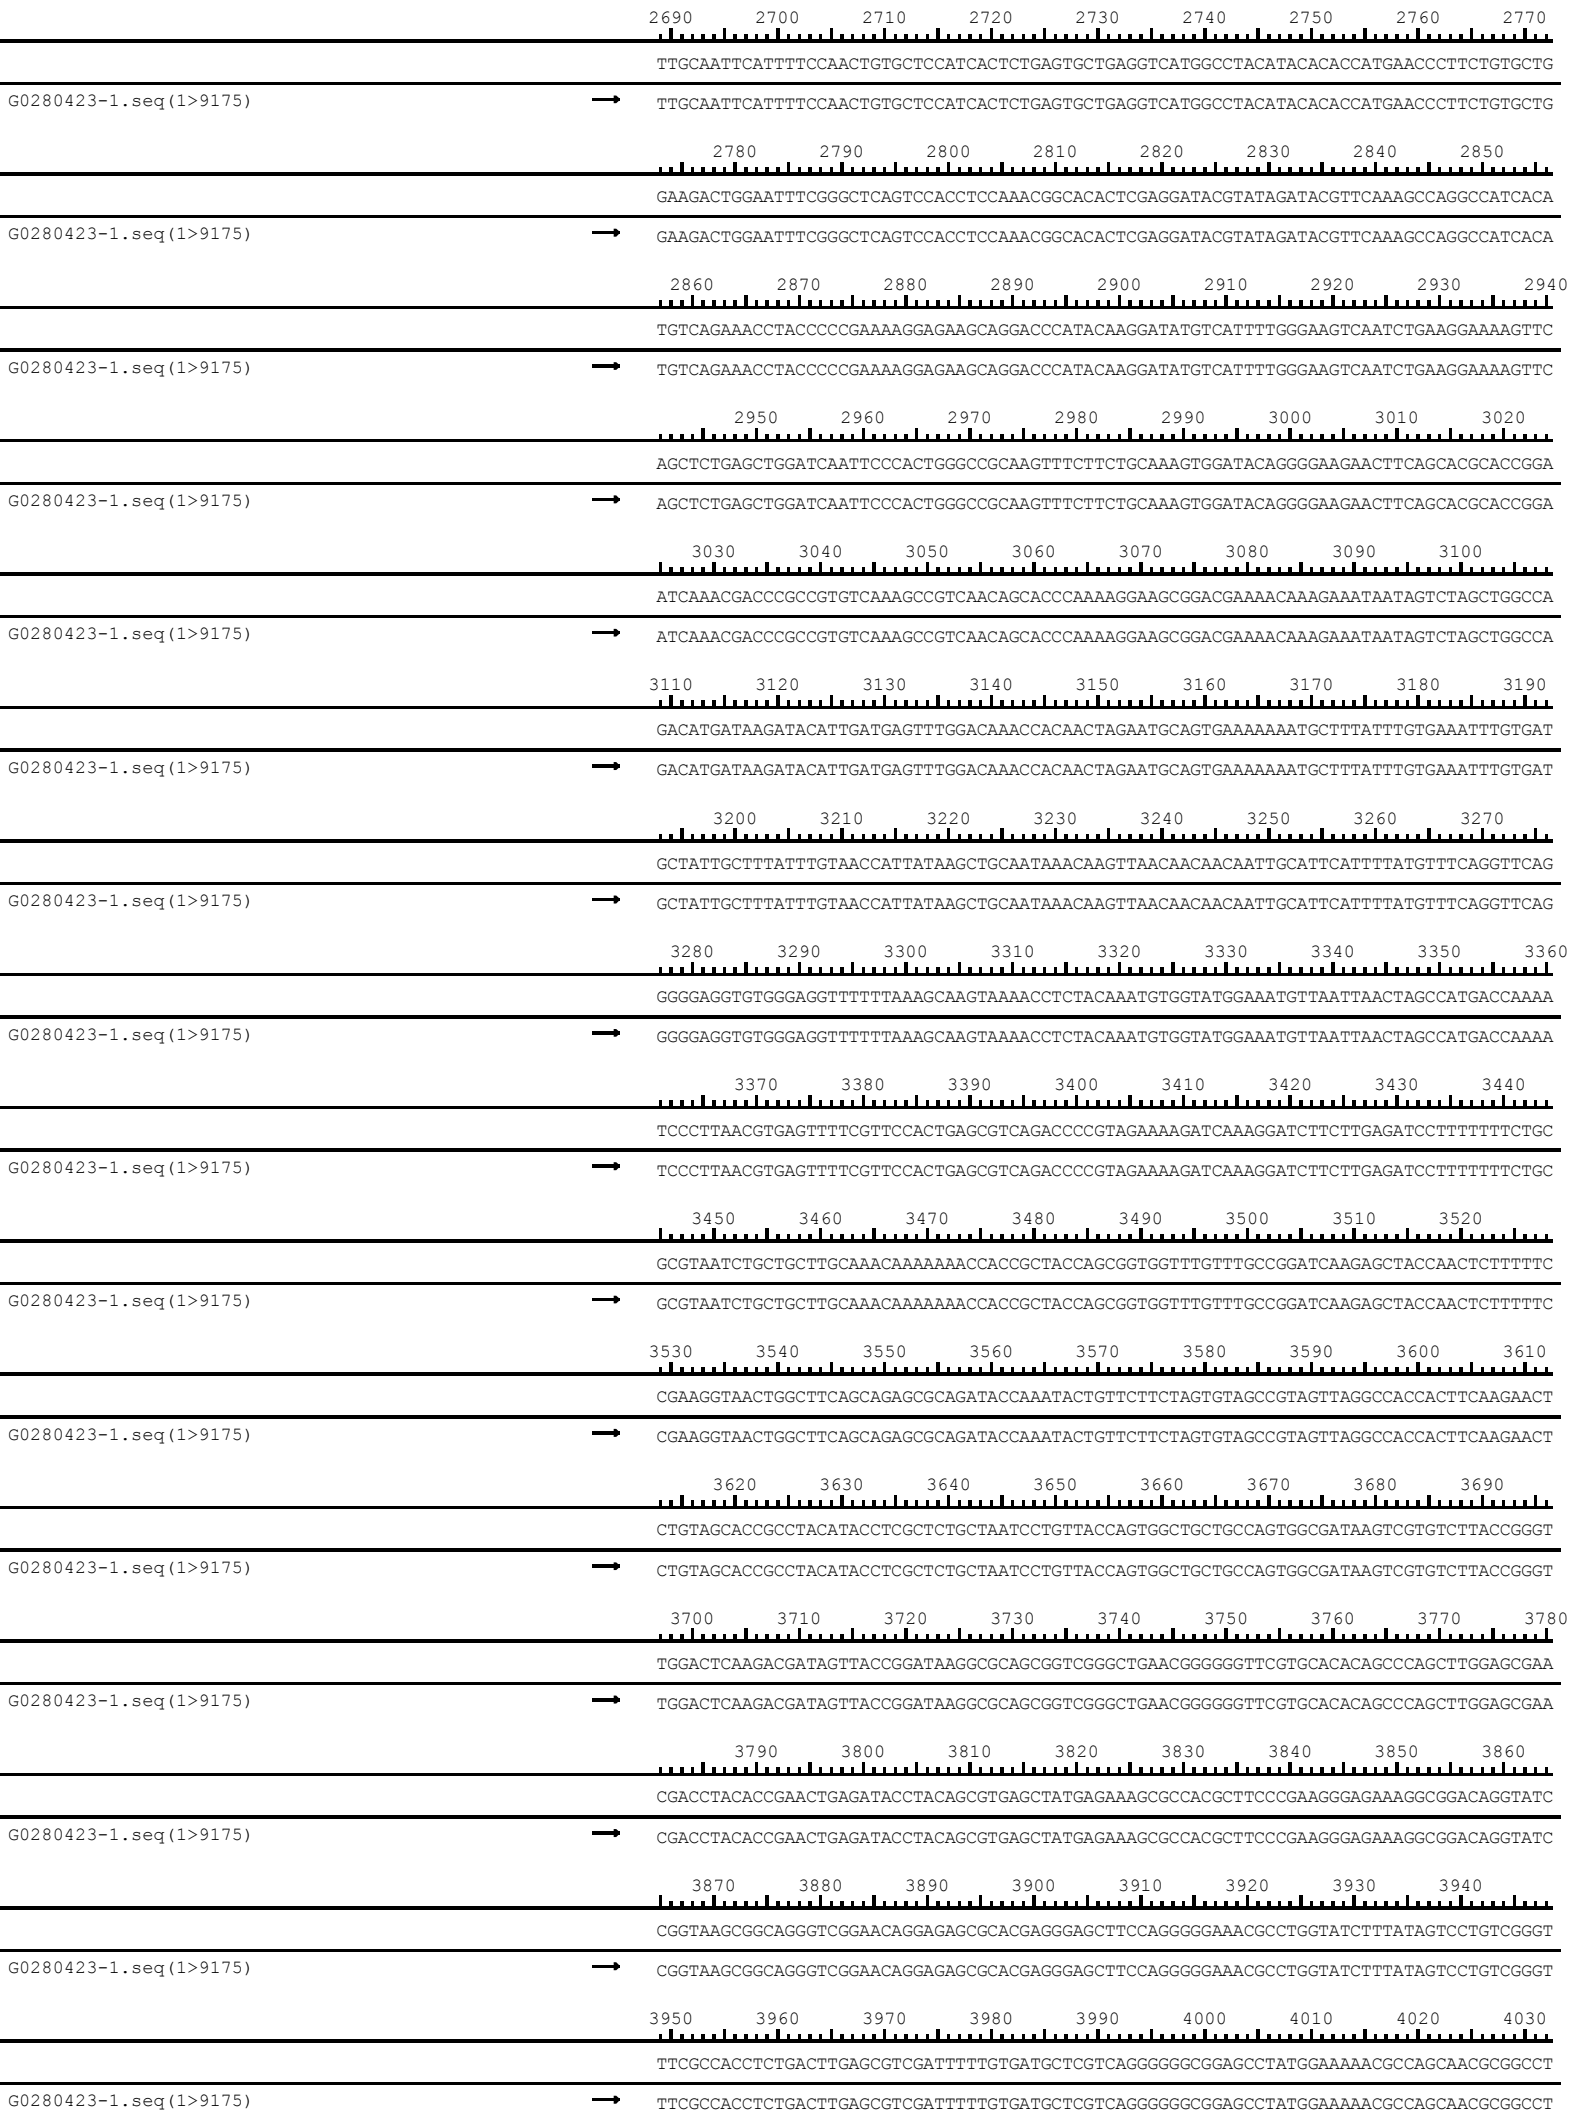 2690 2700 2710 2720 2730 2740 2750 2760 2770
TTGCAATTCATTTTCCAACTGTGCTCCATCACTCTGAGTGCTGAGGTCATGGCCTACATACACACCATGAACCCTTCTGTGCTG
G0280423-1.seq(1>9175) → TTGCAATTCATTTTCCAACTGTGCTCCATCACTCTGAGTGCTGAGGTCATGGCCTACATACACACCATGAACCCTTCTGTGCTG
2780 2790 2800 2810 2820 2830 2840 2850
GAAGACTGGAATTTCGGGCTCAGTCCACCTCCAAACGGCACACTCGAGGATACGTATAGATACGTTCAAAGCCAGGCCATCACA
G0280423-1.seq(1>9175) → GAAGACTGGAATTTCGGGCTCAGTCCACCTCCAAACGGCACACTCGAGGATACGTATAGATACGTTCAAAGCCAGGCCATCACA
2860 2870 2880 2890 2900 2910 2920 2930 2940
TGTCAGAAACCTACCCCCGAAAAGGAGAAGCAGGACCCATACAAGGATATGTCATTTTGGGAAGTCAATCTGAAGGAAAAGTTC
G0280423-1.seq(1>9175) → TGTCAGAAACCTACCCCCGAAAAGGAGAAGCAGGACCCATACAAGGATATGTCATTTTGGGAAGTCAATCTGAAGGAAAAGTTC
2950 2960 2970 2980 2990 3000 3010 3020
AGCTCTGAGCTGGATCAATTCCCACTGGGCCGCAAGTTTCTTCTGCAAAGTGGATACAGGGGAAGAACTTCAGCACGCACCGGA
G0280423-1.seq(1>9175) → AGCTCTGAGCTGGATCAATTCCCACTGGGCCGCAAGTTTCTTCTGCAAAGTGGATACAGGGGAAGAACTTCAGCACGCACCGGA
3030 3040 3050 3060 3070 3080 3090 3100
ATCAAACGACCCGCCGTGTCAAAGCCGTCAACAGCACCCAAAAGGAAGCGGACGAAAACAAAGAAATAATAGTCTAGCTGGCCA
G0280423-1.seq(1>9175) → ATCAAACGACCCGCCGTGTCAAAGCCGTCAACAGCACCCAAAAGGAAGCGGACGAAAACAAAGAAATAATAGTCTAGCTGGCCA
3110 3120 3130 3140 3150 3160 3170 3180 3190
GACATGATAAGATACATTGATGAGTTTGGACAAACCACAACTAGAATGCAGTGAAAAAAATGCTTTATTTGTGAAATTTGTGAT
G0280423-1.seq(1>9175) → GACATGATAAGATACATTGATGAGTTTGGACAAACCACAACTAGAATGCAGTGAAAAAAATGCTTTATTTGTGAAATTTGTGAT
3200 3210 3220 3230 3240 3250 3260 3270
GCTATTGCTTTATTTGTAACCATTATAAGCTGCAATAAACAAGTTAACAACAACAATTGCATTCATTTTATGTTTCAGGTTCAG
G0280423-1.seq(1>9175) → GCTATTGCTTTATTTGTAACCATTATAAGCTGCAATAAACAAGTTAACAACAACAATTGCATTCATTTTATGTTTCAGGTTCAG
3280 3290 3300 3310 3320 3330 3340 3350 3360
GGGGAGGTGTGGGAGGTTTTTTAAAGCAAGTAAAACCTCTACAAATGTGGTATGGAAATGTTAATTAACTAGCCATGACCAAAA
G0280423-1.seq(1>9175) → GGGGAGGTGTGGGAGGTTTTTTAAAGCAAGTAAAACCTCTACAAATGTGGTATGGAAATGTTAATTAACTAGCCATGACCAAAA
3370 3380 3390 3400 3410 3420 3430 3440
TCCCTTAACGTGAGTTTTCGTTCCACTGAGCGTCAGACCCCGTAGAAAAGATCAAAGGATCTTCTTGAGATCCTTTTTTTCTGC
G0280423-1.seq(1>9175) → TCCCTTAACGTGAGTTTTCGTTCCACTGAGCGTCAGACCCCGTAGAAAAGATCAAAGGATCTTCTTGAGATCCTTTTTTTCTGC
3450 3460 3470 3480 3490 3500 3510 3520
GCGTAATCTGCTGCTTGCAAACAAAAAAACCACCGCTACCAGCGGTGGTTTGTTTGCCGGATCAAGAGCTACCAACTCTTTTTC
G0280423-1.seq(1>9175) → GCGTAATCTGCTGCTTGCAAACAAAAAAACCACCGCTACCAGCGGTGGTTTGTTTGCCGGATCAAGAGCTACCAACTCTTTTTC
3530 3540 3550 3560 3570 3580 3590 3600 3610
CGAAGGTAACTGGCTTCAGCAGAGCGCAGATACCAAATACTGTTCTTCTAGTGTAGCCGTAGTTAGGCCACCACTTCAAGAACT
G0280423-1.seq(1>9175) → CGAAGGTAACTGGCTTCAGCAGAGCGCAGATACCAAATACTGTTCTTCTAGTGTAGCCGTAGTTAGGCCACCACTTCAAGAACT
3620 3630 3640 3650 3660 3670 3680 3690
CTGTAGCACCGCCTACATACCTCGCTCTGCTAATCCTGTTACCAGTGGCTGCTGCCAGTGGCGATAAGTCGTGTCTTACCGGGT
G0280423-1.seq(1>9175) → CTGTAGCACCGCCTACATACCTCGCTCTGCTAATCCTGTTACCAGTGGCTGCTGCCAGTGGCGATAAGTCGTGTCTTACCGGGT
3700 3710 3720 3730 3740 3750 3760 3770 3780
TGGACTCAAGACGATAGTTACCGGATAAGGCGCAGCGGTCGGGCTGAACGGGGGGTTCGTGCACACAGCCCAGCTTGGAGCGAA
G0280423-1.seq(1>9175) → TGGACTCAAGACGATAGTTACCGGATAAGGCGCAGCGGTCGGGCTGAACGGGGGGTTCGTGCACACAGCCCAGCTTGGAGCGAA
3790 3800 3810 3820 3830 3840 3850 3860
CGACCTACACCGAACTGAGATACCTACAGCGTGAGCTATGAGAAAGCGCCACGCTTCCCGAAGGGAGAAAGGCGGACAGGTATC
G0280423-1.seq(1>9175) → CGACCTACACCGAACTGAGATACCTACAGCGTGAGCTATGAGAAAGCGCCACGCTTCCCGAAGGGAGAAAGGCGGACAGGTATC
3870 3880 3890 3900 3910 3920 3930 3940
CGGTAAGCGGCAGGGTCGGAACAGGAGAGCGCACGAGGGAGCTTCCAGGGGGAAACGCCTGGTATCTTTATAGTCCTGTCGGGT
G0280423-1.seq(1>9175) → CGGTAAGCGGCAGGGTCGGAACAGGAGAGCGCACGAGGGAGCTTCCAGGGGGAAACGCCTGGTATCTTTATAGTCCTGTCGGGT
3950 3960 3970 3980 3990 4000 4010 4020 4030
TTCGCCACCTCTGACTTGAGCGTCGATTTTTGTGATGCTCGTCAGGGGGGCGGAGCCTATGGAAAAACGCCAGCAACGCGGCCT
G0280423-1.seq(1>9175) → TTCGCCACCTCTGACTTGAGCGTCGATTTTTGTGATGCTCGTCAGGGGGGCGGAGCCTATGGAAAAACGCCAGCAACGCGGCCT